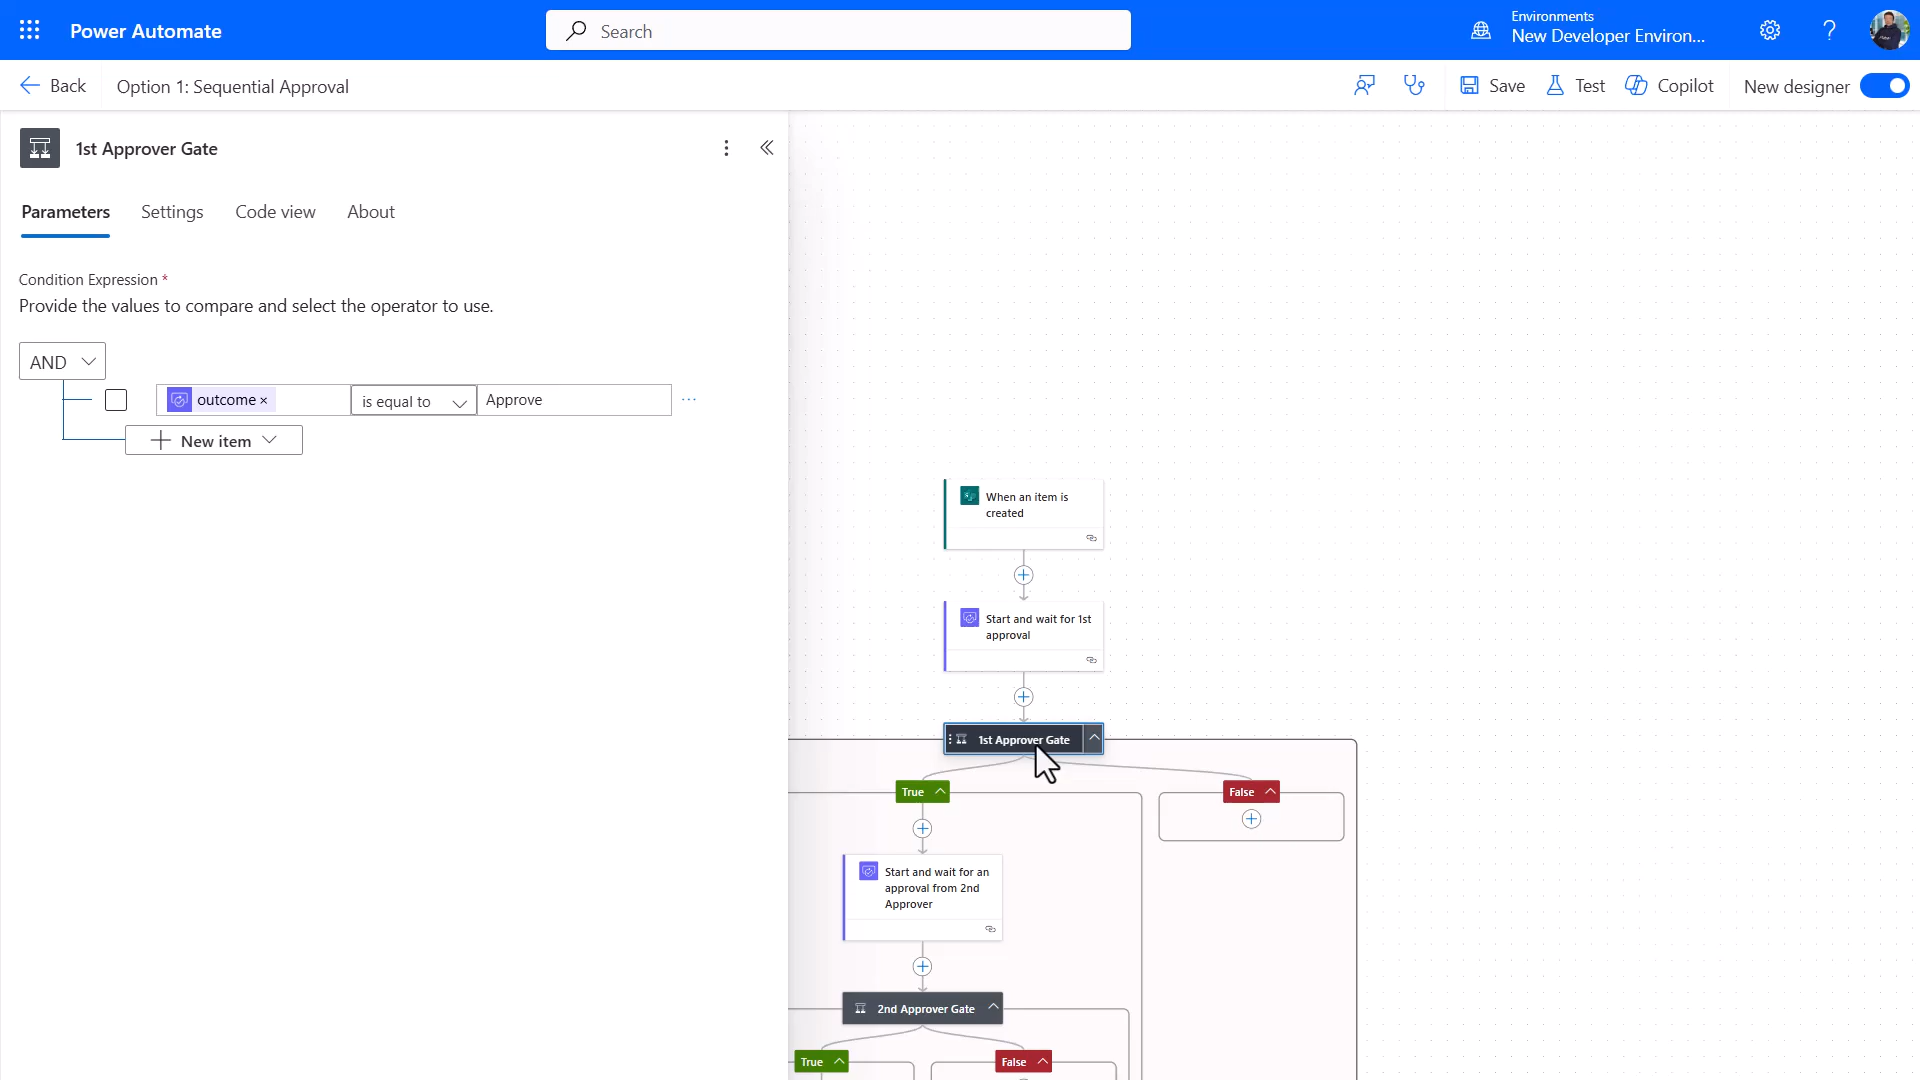 Power Automate
Search
Environments
New Developer Environ...
Back
Option 1: Sequential Approval
Save
Test
Copilot
New designer
1st Approver Gate
Parameters
Settings
Code view
About
Condition Expression *
Provide the values to compare and select the operator to use.
AND
outcome ×
is equal to
Approve
...
New item
When an item is
created
Start and wait for 1st
approval
1st Approver Gate
True
False
Start and wait for an
approval from 2nd
Approver
2nd Approver Gate
True
False